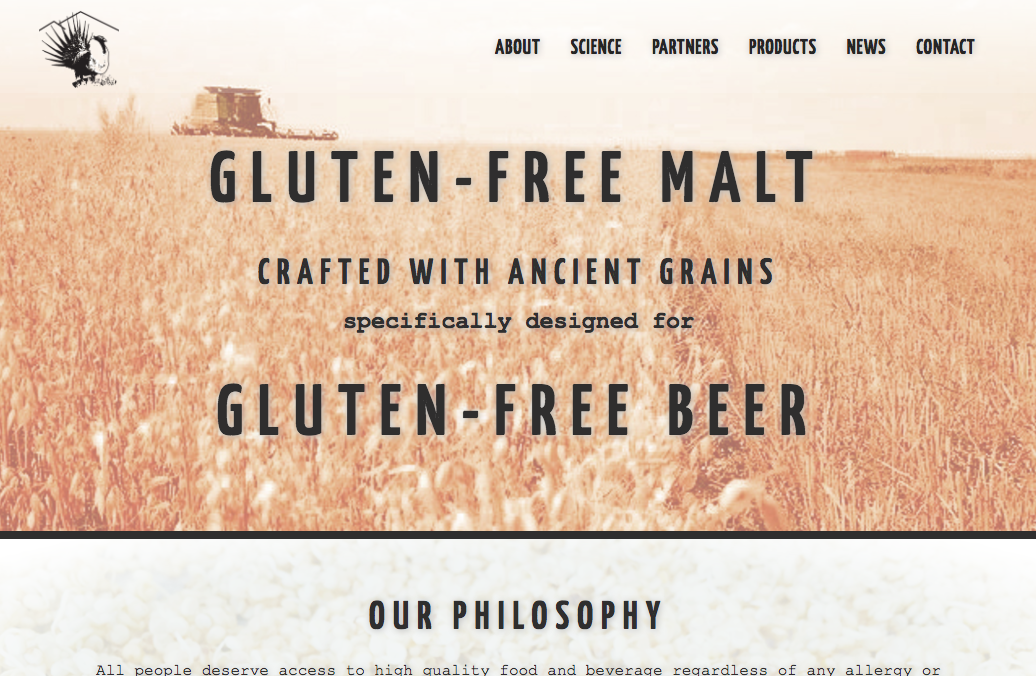 ABOUT SCIENCE PARTNERS PRODUCTS NEWS CONTACT
GLUTEN-FREE MALT
CRAFTED WITH ANCIENT GRAINS
specifically designed for
GLUTEN-FREE BEER
OUR PHILOSOPHY
All people deserve access to high quality food and beverage regardless of any allergy or